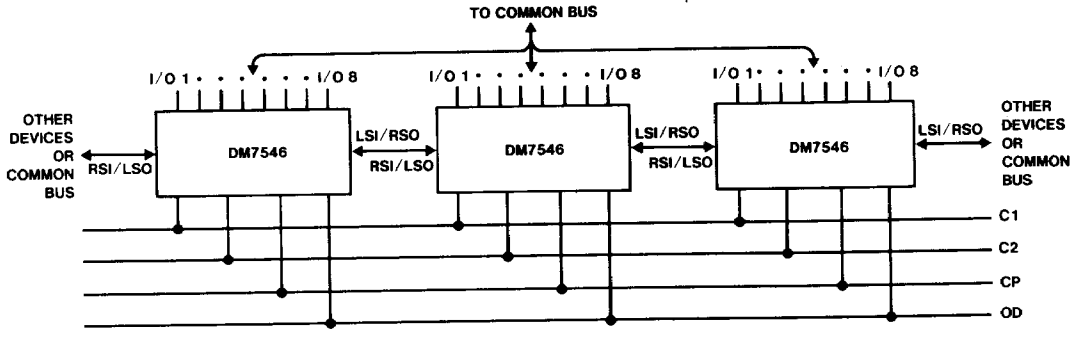 TO COMMON BUS
I/O 1 · · · · · · I/O 8
I/O 1 · · · · · · I/O 8
I/O 1 · · · · · · I/O 8
OTHER
DEVICES
OR
COMMON
BUS
RSI/LSO
DM7546
LSI/RSO
RSI/LSO
DM7546
LSI/RSO
RSI/LSO
DM7546
LSI/RSO
OTHER
DEVICES
OR
COMMON
BUS
C1
C2
CP
OD